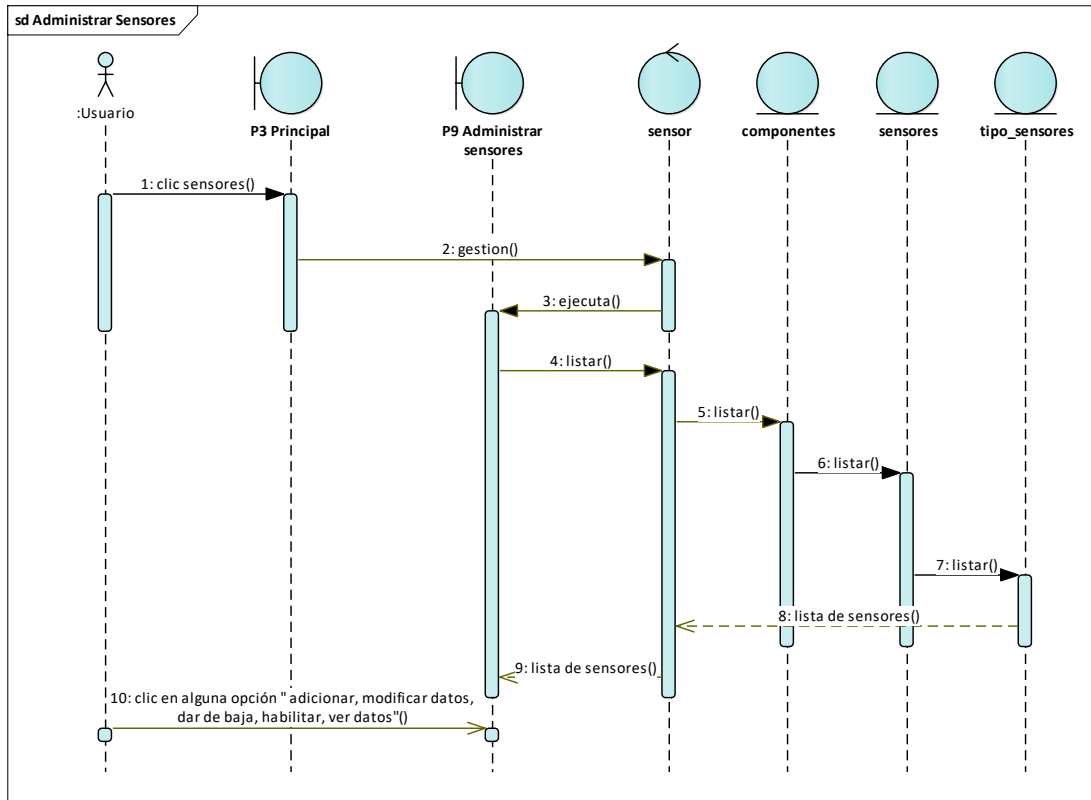 sd Administrar Sensores
:Usuario
P3 Principal
P9 Administrar
sensores
sensor
componentes
sensores
tipo_sensores
1: clic sensores()
2: gestion()
3: ejecuta()
4: listar()
5: listar()
6: listar()
7: listar()
8: lista de sensores()
9: lista de sensores()
10: clic en alguna opción " adicionar, modificar datos,
dar de baja, habilitar, ver datos"()